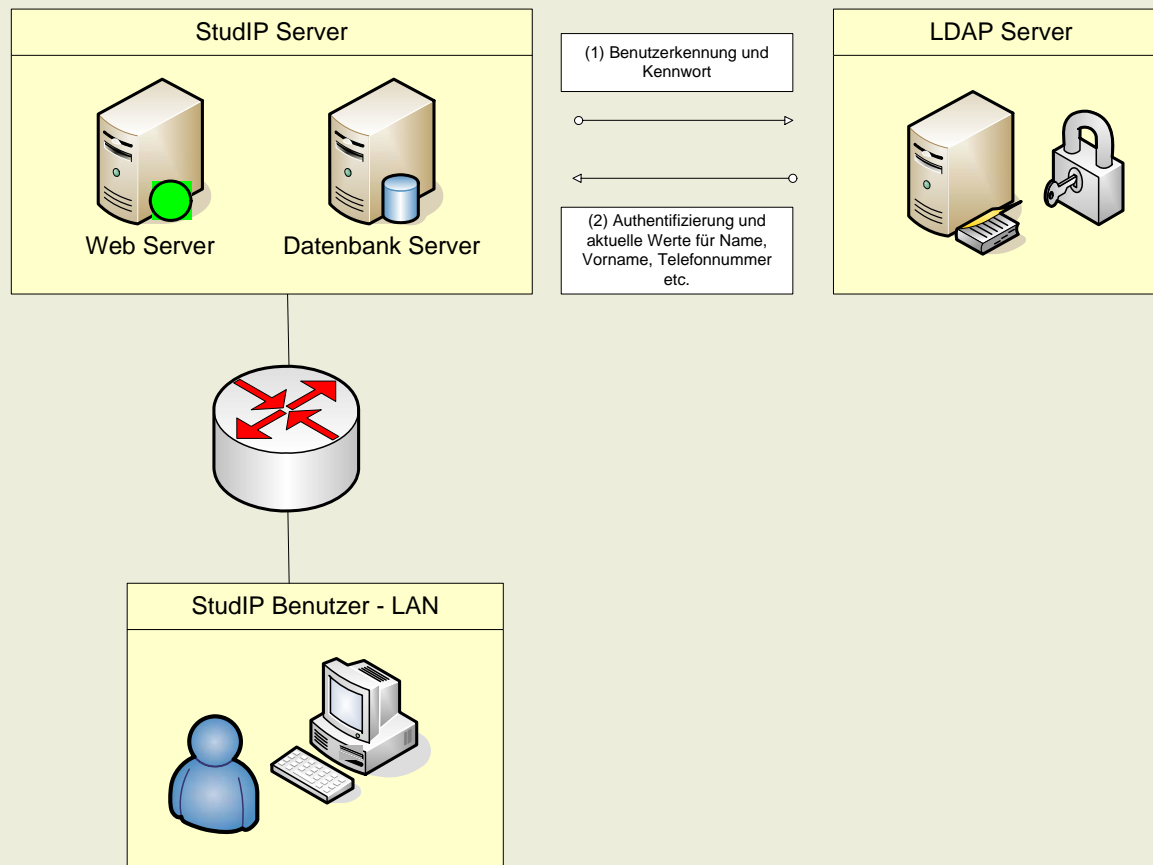 StudIP Server
Web Server
Datenbank Server
(1) Benutzerkennung und
Kennwort
(2) Authentifizierung und
aktuelle Werte für Name,
Vorname, Telefonnummer
etc.
LDAP Server
StudIP Benutzer - LAN